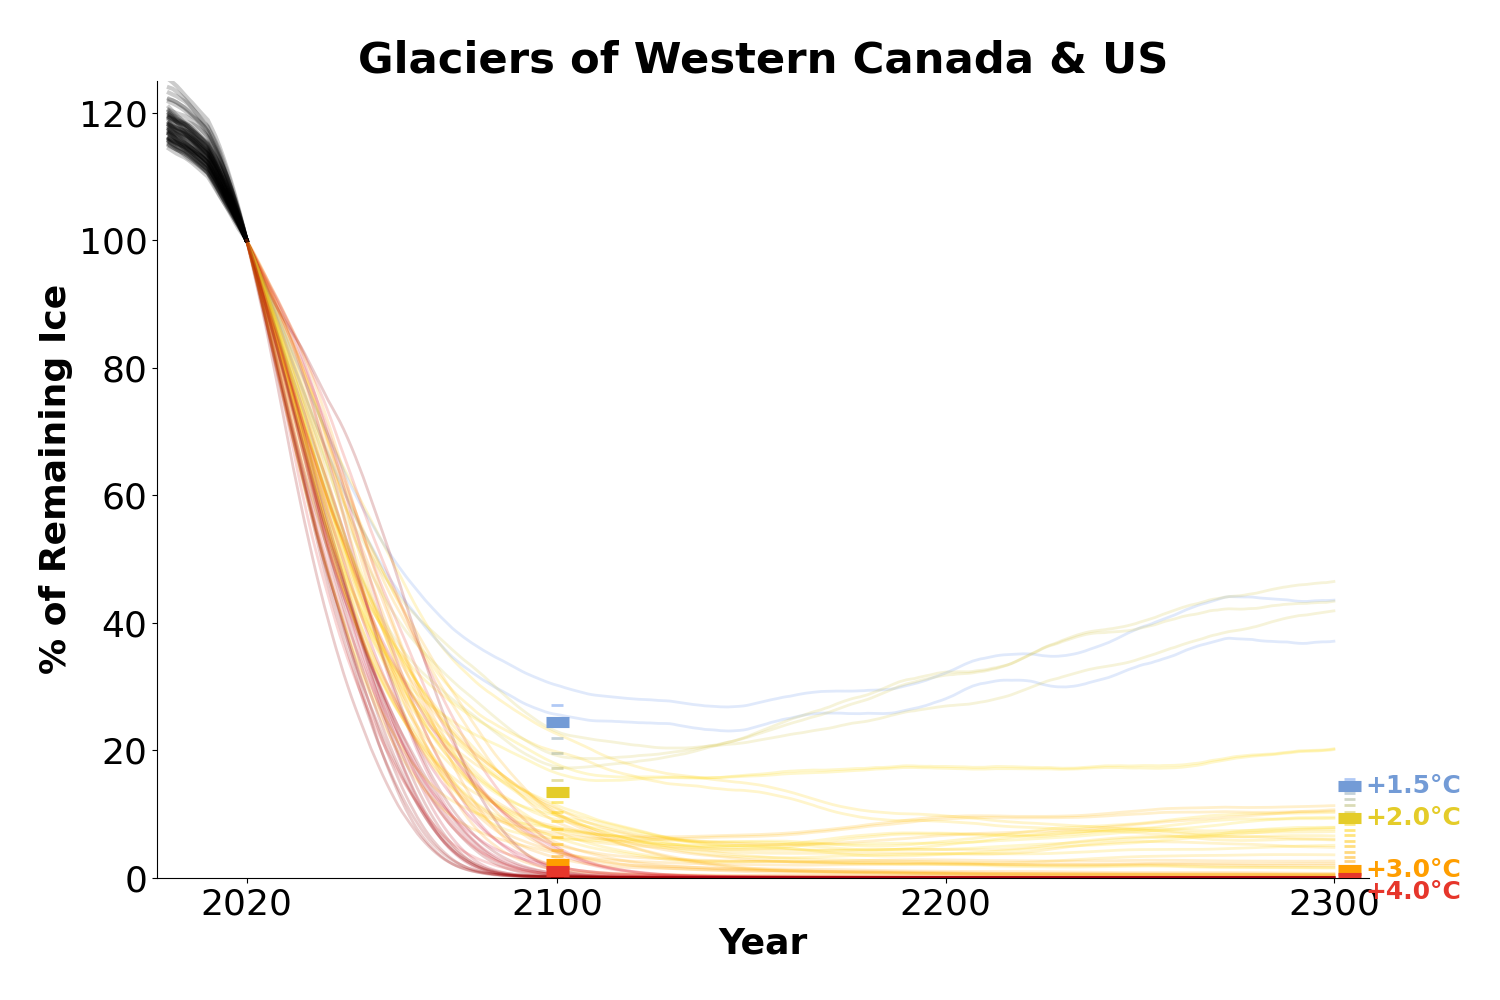 Glaciers of Western Canada & US
% of Remaining Ice
120
100
80
60
40
20
0
2020
2100
2200
2300
Year
+1.5°C
+2.0°C
+3.0°C
+4.0°C